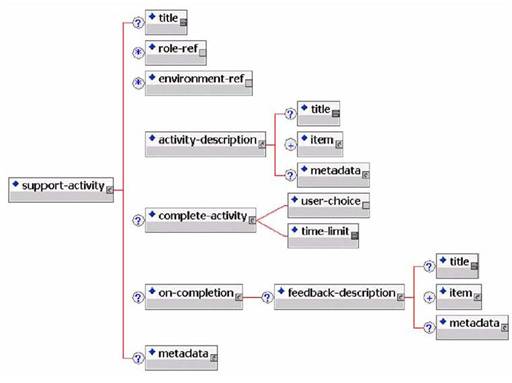 title
role-ref
environment-ref
title
activity-description
item
metadata
support-activity
user-choice
complete-activity
time-limit
title
on-completion
feedback-description
item
metadata
metadata